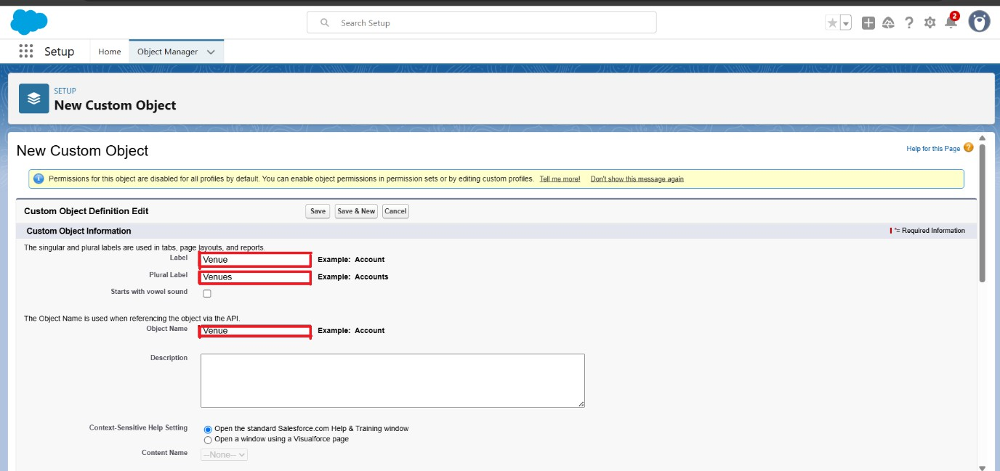 Search Setup
2
Setup
Home
Object Manager
SETUP
New Custom Object
New Custom Object
Help for this Page ?
Permissions for this object are disabled for all profiles by default. You can enable object permissions in permission sets or by editing custom profiles. Tell me more! Don't show this message again
Custom Object Definition Edit
Save
Save & New
Cancel
Custom Object Information
= Required Information
The singular and plural labels are used in tabs, page layouts, and reports.
Label Venue Example: Account
Plural Label Venues Example: Accounts
Starts with vowel sound
The Object Name is used when referencing the object via the API.
Object Name Venue Example: Account
Description
Context-Sensitive Help Setting Open the standard Salesforce.com Help & Training window
Open a window using a Visualforce page
Content Name --None--